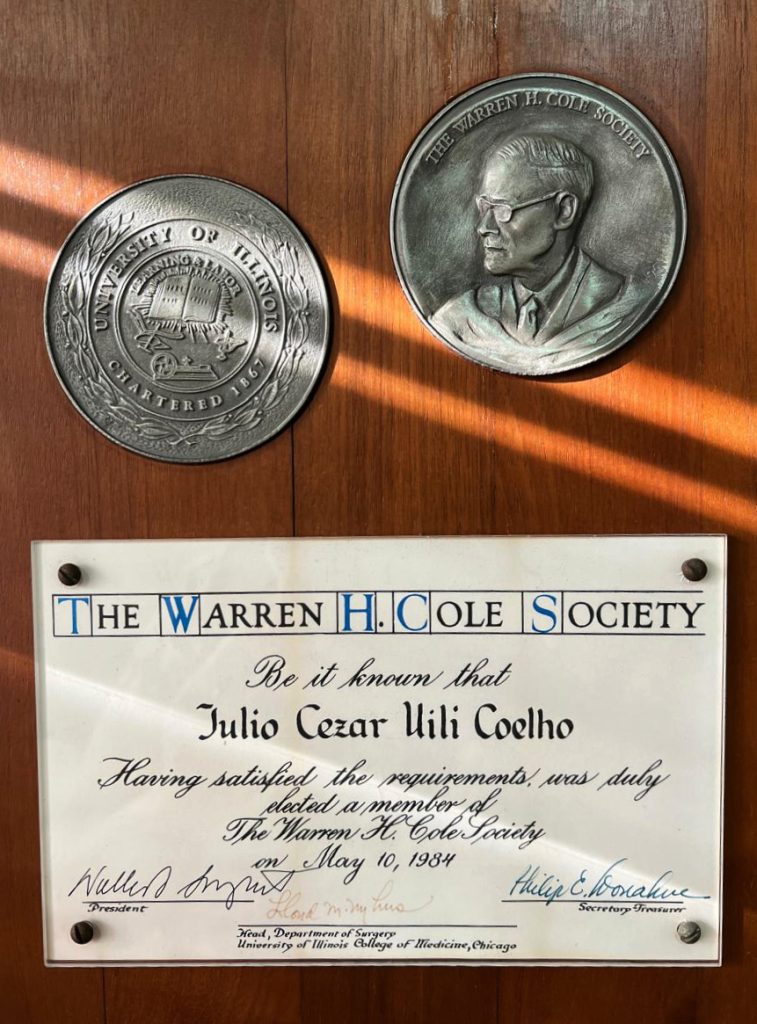 THE WARREN H. COLE SOCIETY
UNIVERSITY OF ILLINOIS
LEARNING & LABOR
CHARTERED 1867
THE WARREN H. COLE SOCIETY
Be it known that
Julio Cezar Uili Coelho
Having satisfied the requirements, was duly
elected a member of
The Warren H. Cole Society
on May 10, 1984
Philip E. Donahue
President
Secretary Treasurer
Head, Department of Surgery
University of Illinois College of Medicine, Chicago